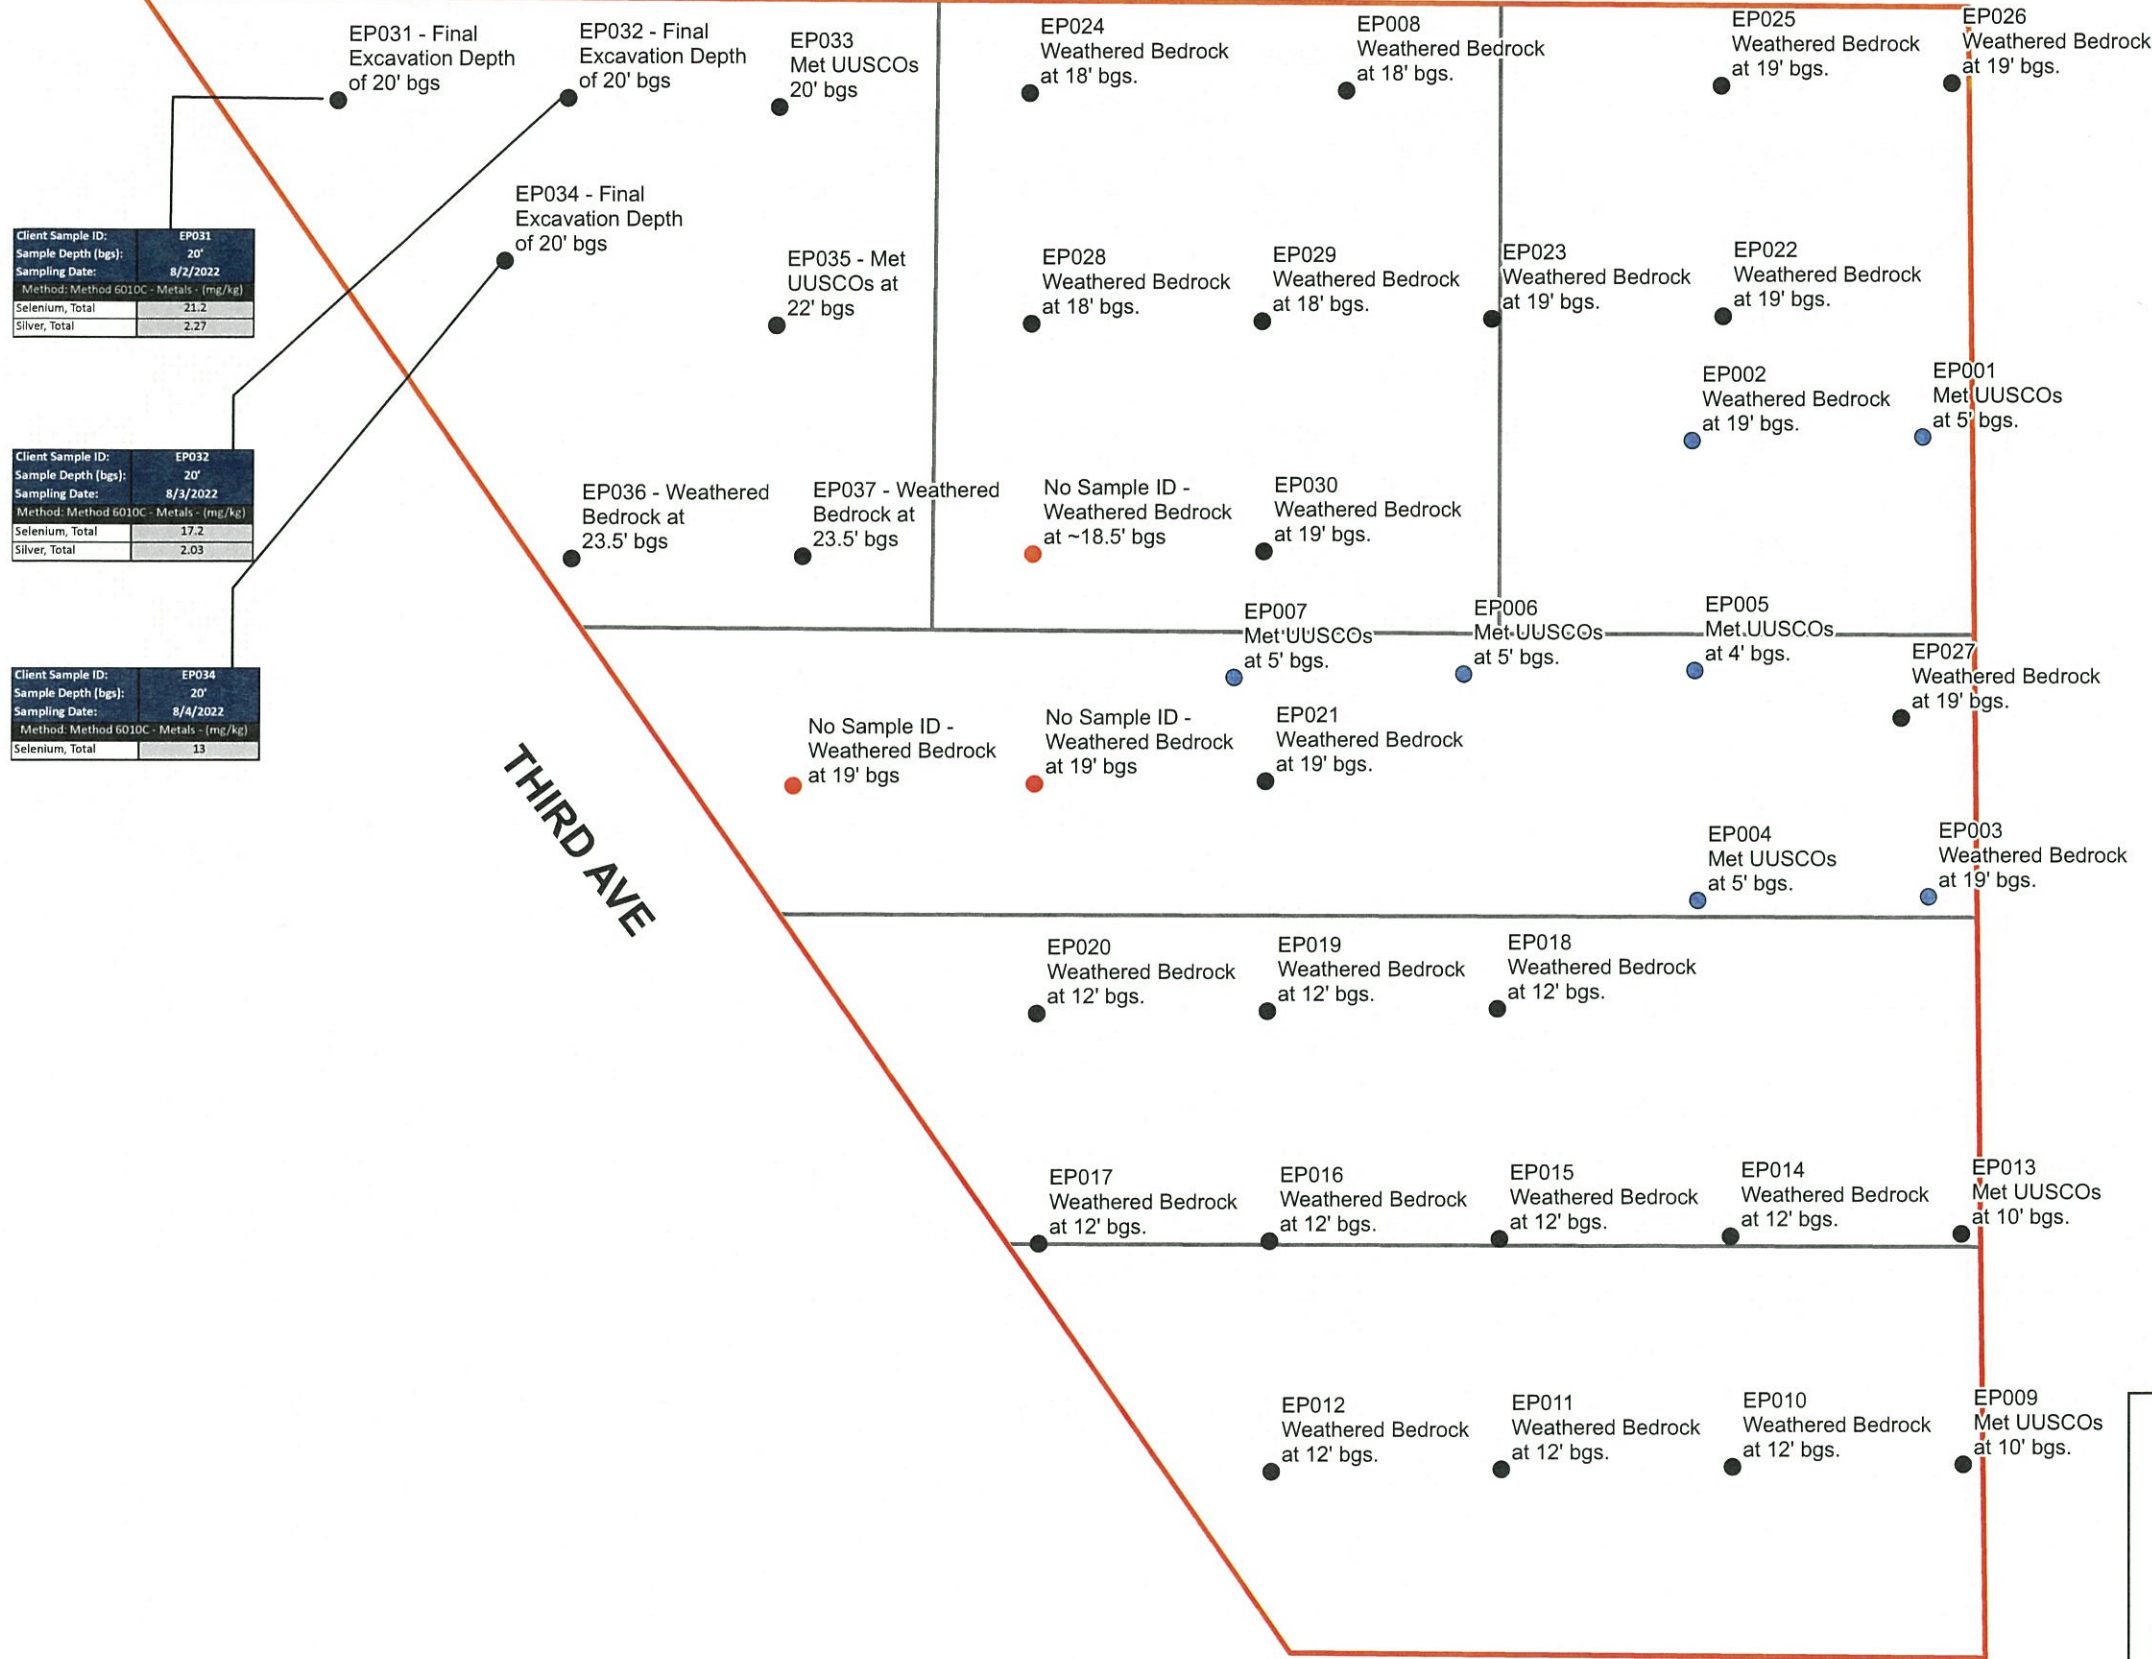 EP031 - Final
Excavation Depth
of 20' bgs
EP032 - Final
Excavation Depth
of 20' bgs
EP033
Met UUSCOs
20' bgs
EP024
Weathered Bedrock
at 18' bgs.
EP008
Weathered Bedrock
at 18' bgs.
EP025
Weathered Bedrock
at 19' bgs.
EP026
Weathered Bedrock
at 19' bgs.
EP034 - Final
Excavation Depth
of 20' bgs
Client Sample ID: EP031
Sample Depth (bgs): 20'
Sampling Date: 8/2/2022
Method: Method 6010C - Metals - (mg/kg)
Selenium, Total 21.2
Silver, Total 2.27
EP035 - Met
UUSCOs at
22' bgs
EP028
Weathered Bedrock
at 18' bgs.
EP029
Weathered Bedrock
at 18' bgs.
EP023
Weathered Bedrock
at 19' bgs.
EP022
Weathered Bedrock
at 19' bgs.
EP002
Weathered Bedrock
at 19' bgs.
EP001
Met UUSCOs
at 5' bgs.
Client Sample ID: EP032
Sample Depth (bgs): 20'
Sampling Date: 8/3/2022
Method: Method 6010C - Metals - (mg/kg)
Selenium, Total 17.2
Silver, Total 2.03
EP036 - Weathered
Bedrock at
23.5' bgs
EP037 - Weathered
Bedrock at
23.5' bgs
No Sample ID -
Weathered Bedrock
at ~18.5' bgs
EP030
Weathered Bedrock
at 19' bgs.
EP007
Met UUSCOs
at 5' bgs.
EP006
Met UUSCOs
at 5' bgs.
EP005
Met UUSCOs
at 4' bgs.
EP027
Weathered Bedrock
at 19' bgs.
Client Sample ID: EP034
Sample Depth (bgs): 20'
Sampling Date: 8/4/2022
Method: Method 6010C - Metals - (mg/kg)
Selenium, Total 13
No Sample ID -
Weathered Bedrock
at 19' bgs
No Sample ID -
Weathered Bedrock
at 19' bgs
EP021
Weathered Bedrock
at 19' bgs.
THIRD AVE
EP004
Met UUSCOs
at 5' bgs.
EP003
Weathered Bedrock
at 19' bgs.
EP020
Weathered Bedrock
at 12' bgs.
EP019
Weathered Bedrock
at 12' bgs.
EP018
Weathered Bedrock
at 12' bgs.
EP017
Weathered Bedrock
at 12' bgs.
EP016
Weathered Bedrock
at 12' bgs.
EP015
Weathered Bedrock
at 12' bgs.
EP014
Weathered Bedrock
at 12' bgs.
EP013
Met UUSCOs
at 10' bgs.
EP012
Weathered Bedrock
at 12' bgs.
EP011
Weathered Bedrock
at 12' bgs.
EP010
Weathered Bedrock
at 12' bgs.
EP009
Met UUSCOs
at 10' bgs.